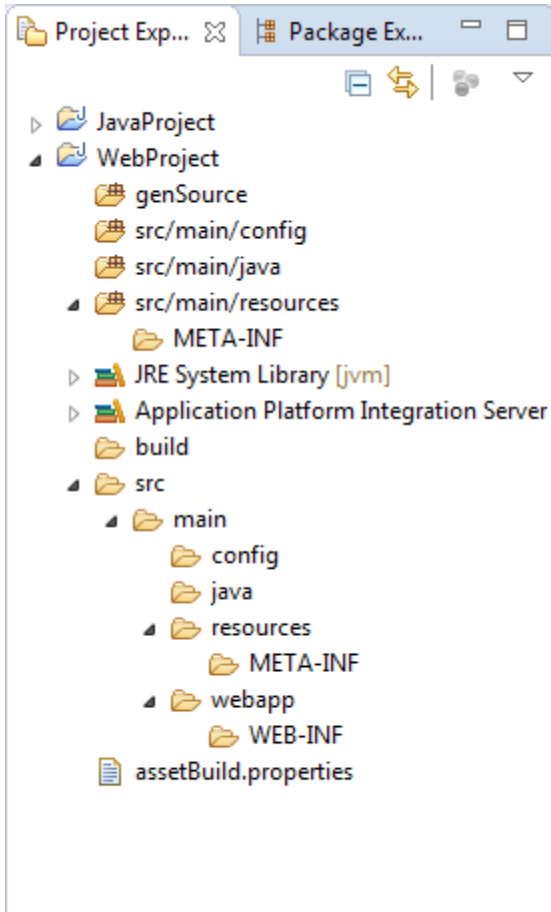 Project Exp... Package Ex...
JavaProject
WebProject
genSource
src/main/config
src/main/java
src/main/resources
META-INF
JRE System Library [jvm]
Application Platform Integration Server
build
src
main
config
java
resources
META-INF
webapp
WEB-INF
assetBuild.properties